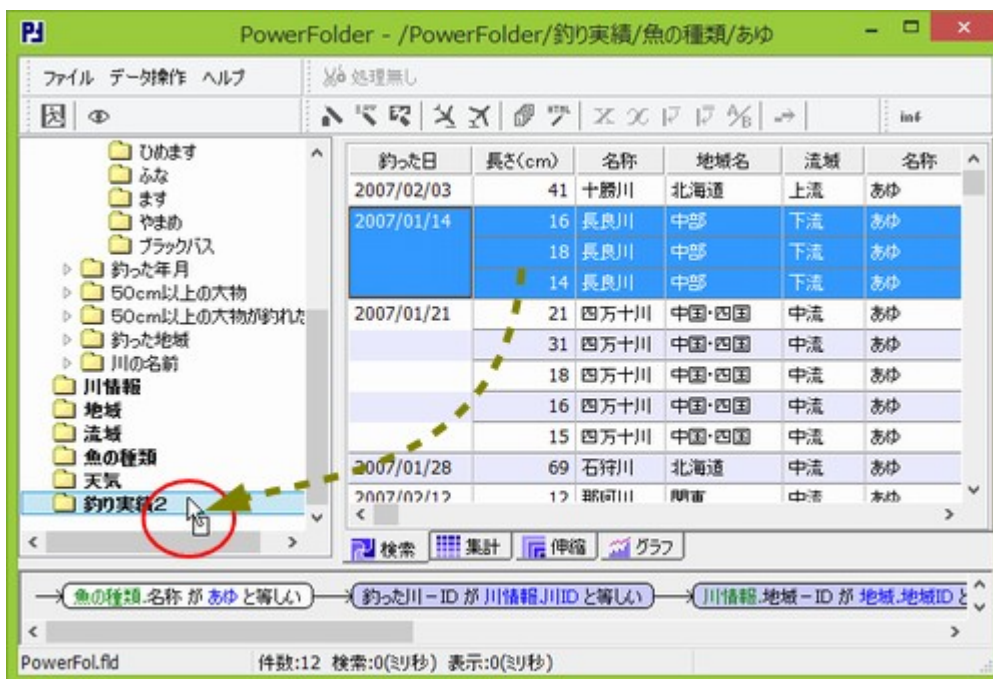 PowerFolder - /PowerFolder/釣り実績/魚の種類/あゆ
ファイル データ操作 ヘルプ 処理無し
inf
ひめます
ふな
ます
やまめ
ブラックバス
釣った年月
50cm以上の大物
50cm以上の大物が釣れた
釣った地域
川の名前
川情報
地域
流域
魚の種類
天気
釣り実績2
釣った日 長さ(cm) 名称 地域名 流域 名称
2007/02/03 41 十勝川 北海道 上流 あゆ
2007/01/14 16 長良川 中部 下流 あゆ
18 長良川 中部 下流 あゆ
14 長良川 中部 下流 あゆ
2007/01/21 21 四万十川 中国・四国 中流 あゆ
31 四万十川 中国・四国 中流 あゆ
18 四万十川 中国・四国 中流 あゆ
16 四万十川 中国・四国 中流 あゆ
15 四万十川 中国・四国 中流 あゆ
2007/01/28 69 石狩川 北海道 中流 あゆ
2007/02/12 12 那珂川 関東 中流 あゆ
検索 集計 伸縮 グラフ
魚の種類.名称 が あゆ と等しい 釣った川-ID が 川情報.川ID と等しい 川情報.地域-ID が 地域.地域ID と
PowerFol.fld 件数:12 検索:0(ミリ秒) 表示:0(ミリ秒)